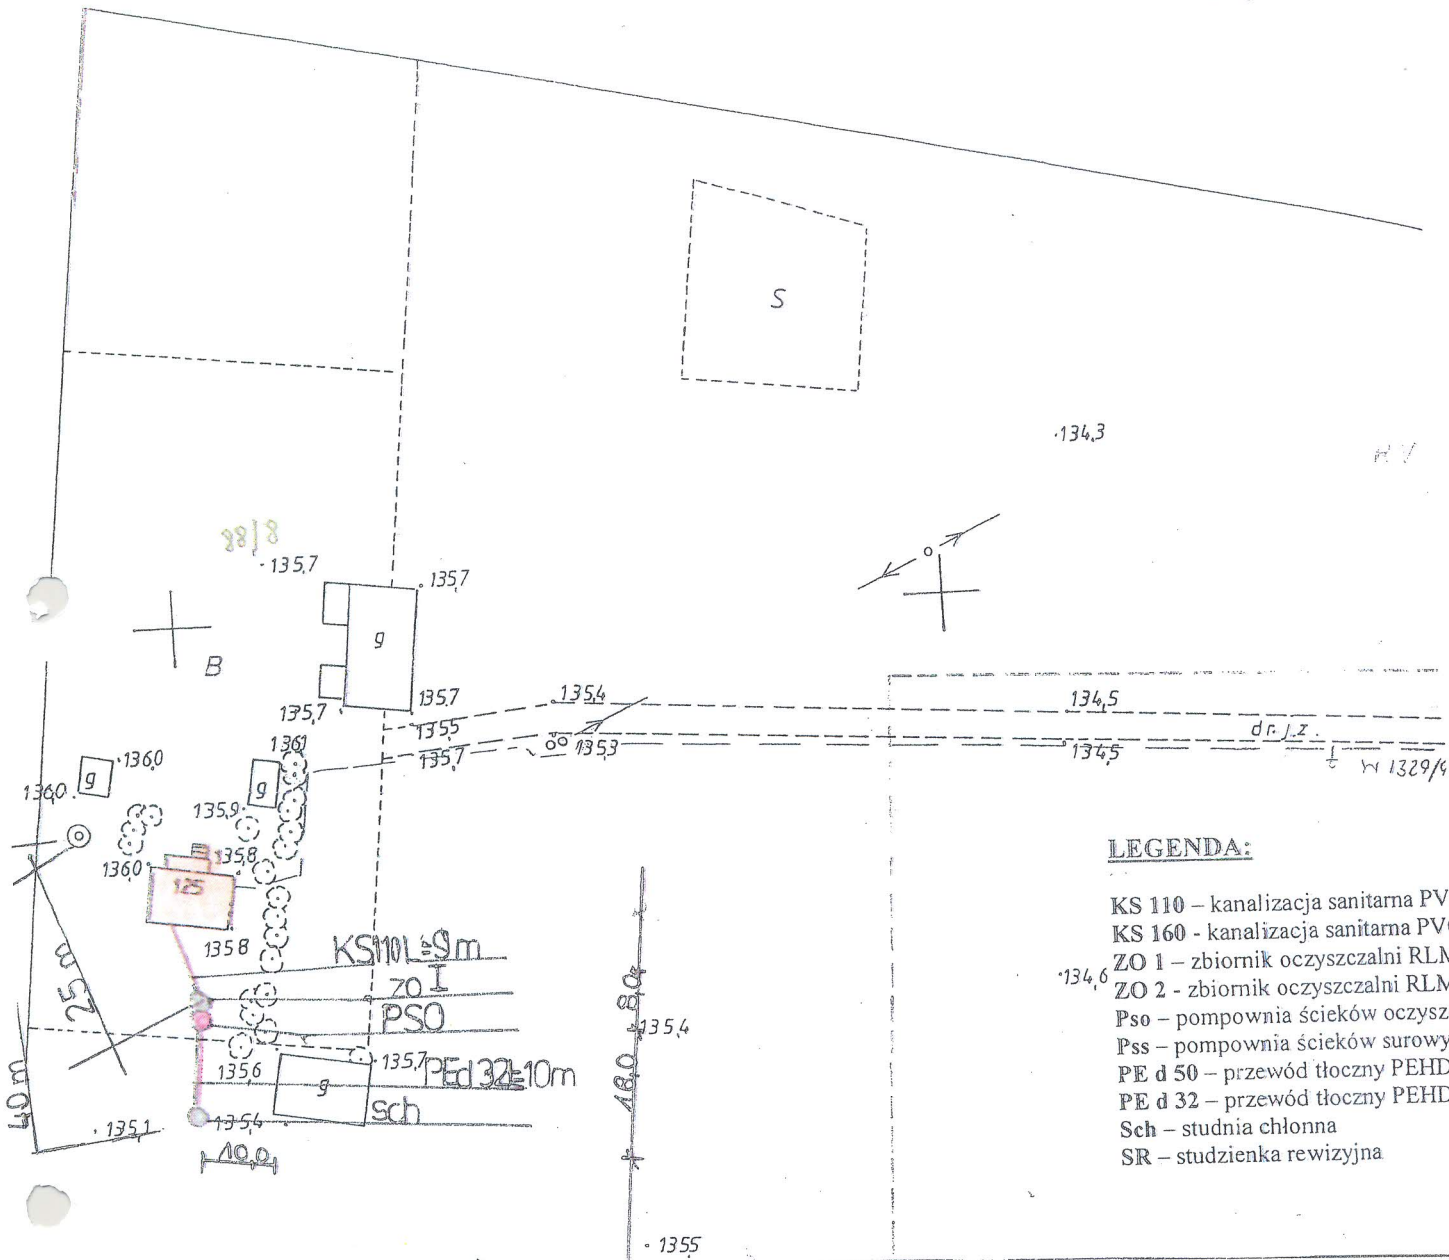 S
134,3
88/8
135,7
135,7
g
B
135,7
135,7
135,5
135,4
134,5
136,1
135,7
135,3
134,5
dr. j.z.
W 1329/4
g
136,0
136,0
g
135,9
136,0
135,8
125
135,8
KS110L=9m
ZO I
PSO
25 m
8,0
134,6
135,4
135,6
g
135,7
PEd 32L=10m
Sch
18,0
40 m
135,1
135,4
10,0
135,5
LEGENDA:
KS 110 – kanalizacja sanitarna PV
KS 160 - kanalizacja sanitarna PV
ZO 1 – zbiornik oczyszczalni RLM
ZO 2 - zbiornik oczyszczalni RLM
Pso – pompownia ścieków oczysz
Pss – pompownia ścieków surowy
PE d 50 – przewód tłoczny PEHD
PE d 32 – przewód tłoczny PEHD
Sch – studnia chłonna
SR – studzienka rewizyjna